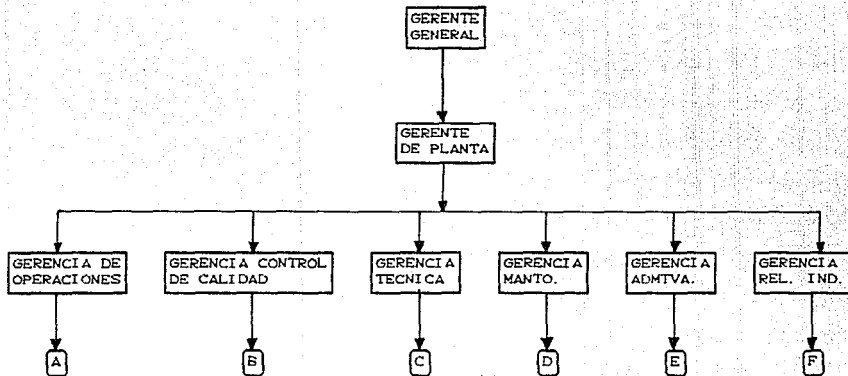 GERENTE
GENERAL
GERENTE
DE PLANTA
GERENCIA DE
OPERACIONES
GERENCIA CONTROL
DE CALIDAD
GERENCIA
TECNICA
GERENCIA
MANTO.
GERENCIA
ADMTVA.
GERENCIA
REL. IND.
A
B
C
D
E
F